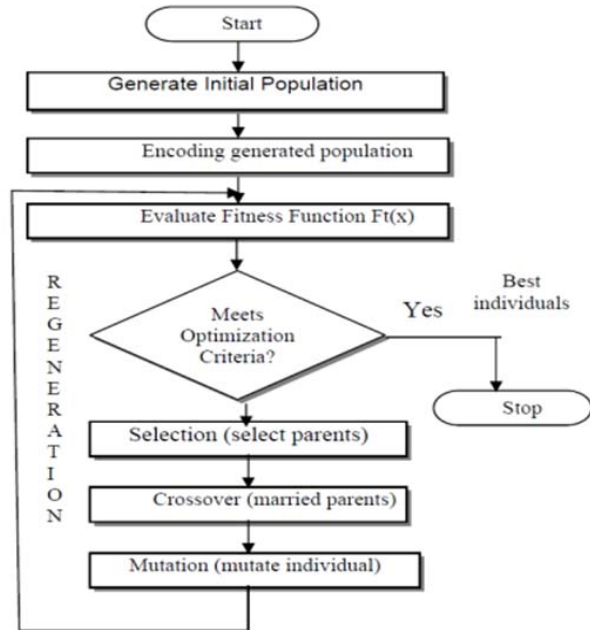 Start
Generate Initial Population
Encoding generated population
Evaluate Fitness Function Ft(x)
REGENERATION
Meets
Optimization
Criteria?
Yes
Best
individuals
Stop
Selection (select parents)
Crossover (married parents)
Mutation (mutate individual)